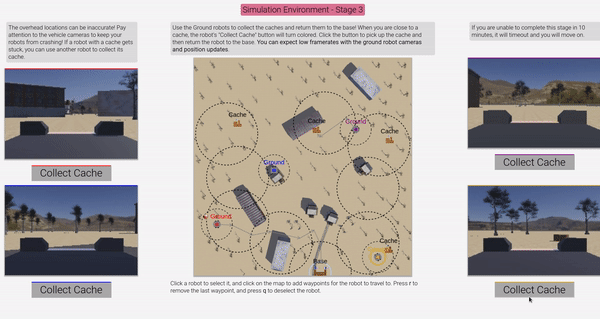 Simulation Environment - Stage 3
The overhead locations can be inaccurate! Pay
attention to the vehicle cameras to keep your
robots from crashing! If a robot with a cache gets
stuck, you can use another robot to collect its
cache.
Use the Ground robots to collect the caches and return them to the base! When you are close to
a cache, the robot's "Collect Cache" button will turn colored. Click the button to pick up the cache and
then return the robot to the base. You can expect low framerates with the ground robot cameras
and position updates.
If you are unable to complete this stage in 10
minutes, it will timeout and you will move on.
Cache
Cache
Ground
Cache
Ground
Ground
Cache
Base
Collect Cache
Collect Cache
Collect Cache
Collect Cache
Click a robot to select it, and click on the map to add waypoints for the robot to travel to. Press r to
remove the last waypoint, and press q to deselect the robot.